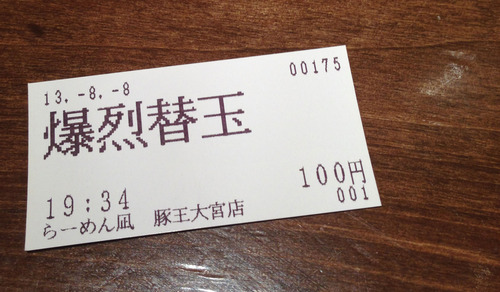 13.-8.-8 00175
爆烈替玉
19:34 100円
らーめん凪 豚王大宮店 001